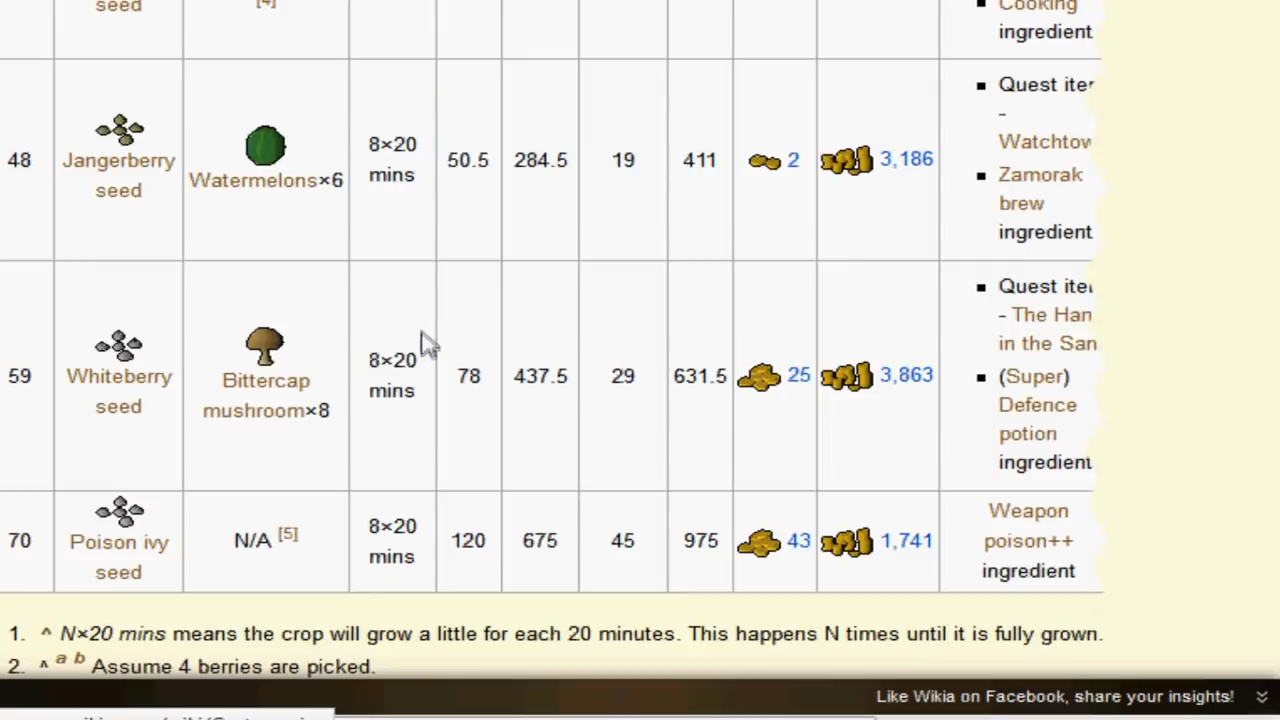 seed
[4]
Cooking
ingredient
48
Jangerberry
seed
Watermelons×6
8×20
mins
50.5
284.5
19
411
2
3,186
Quest iter
-
Watchtow
Zamorak
brew
ingredient
59
Whiteberry
seed
Bittercap
mushroom×8
8×20
mins
78
437.5
29
631.5
25
3,863
Quest ite
- The Han
in the San
(Super)
Defence
potion
ingredient
70
Poison ivy
seed
N/A [5]
8×20
mins
120
675
45
975
43
1,741
Weapon
poison++
ingredient
1. ^ N×20 mins means the crop will grow a little for each 20 minutes. This happens N times until it is fully grown.
2. ^ a b Assume 4 berries are picked.
Like Wikia on Facebook, share your insights!